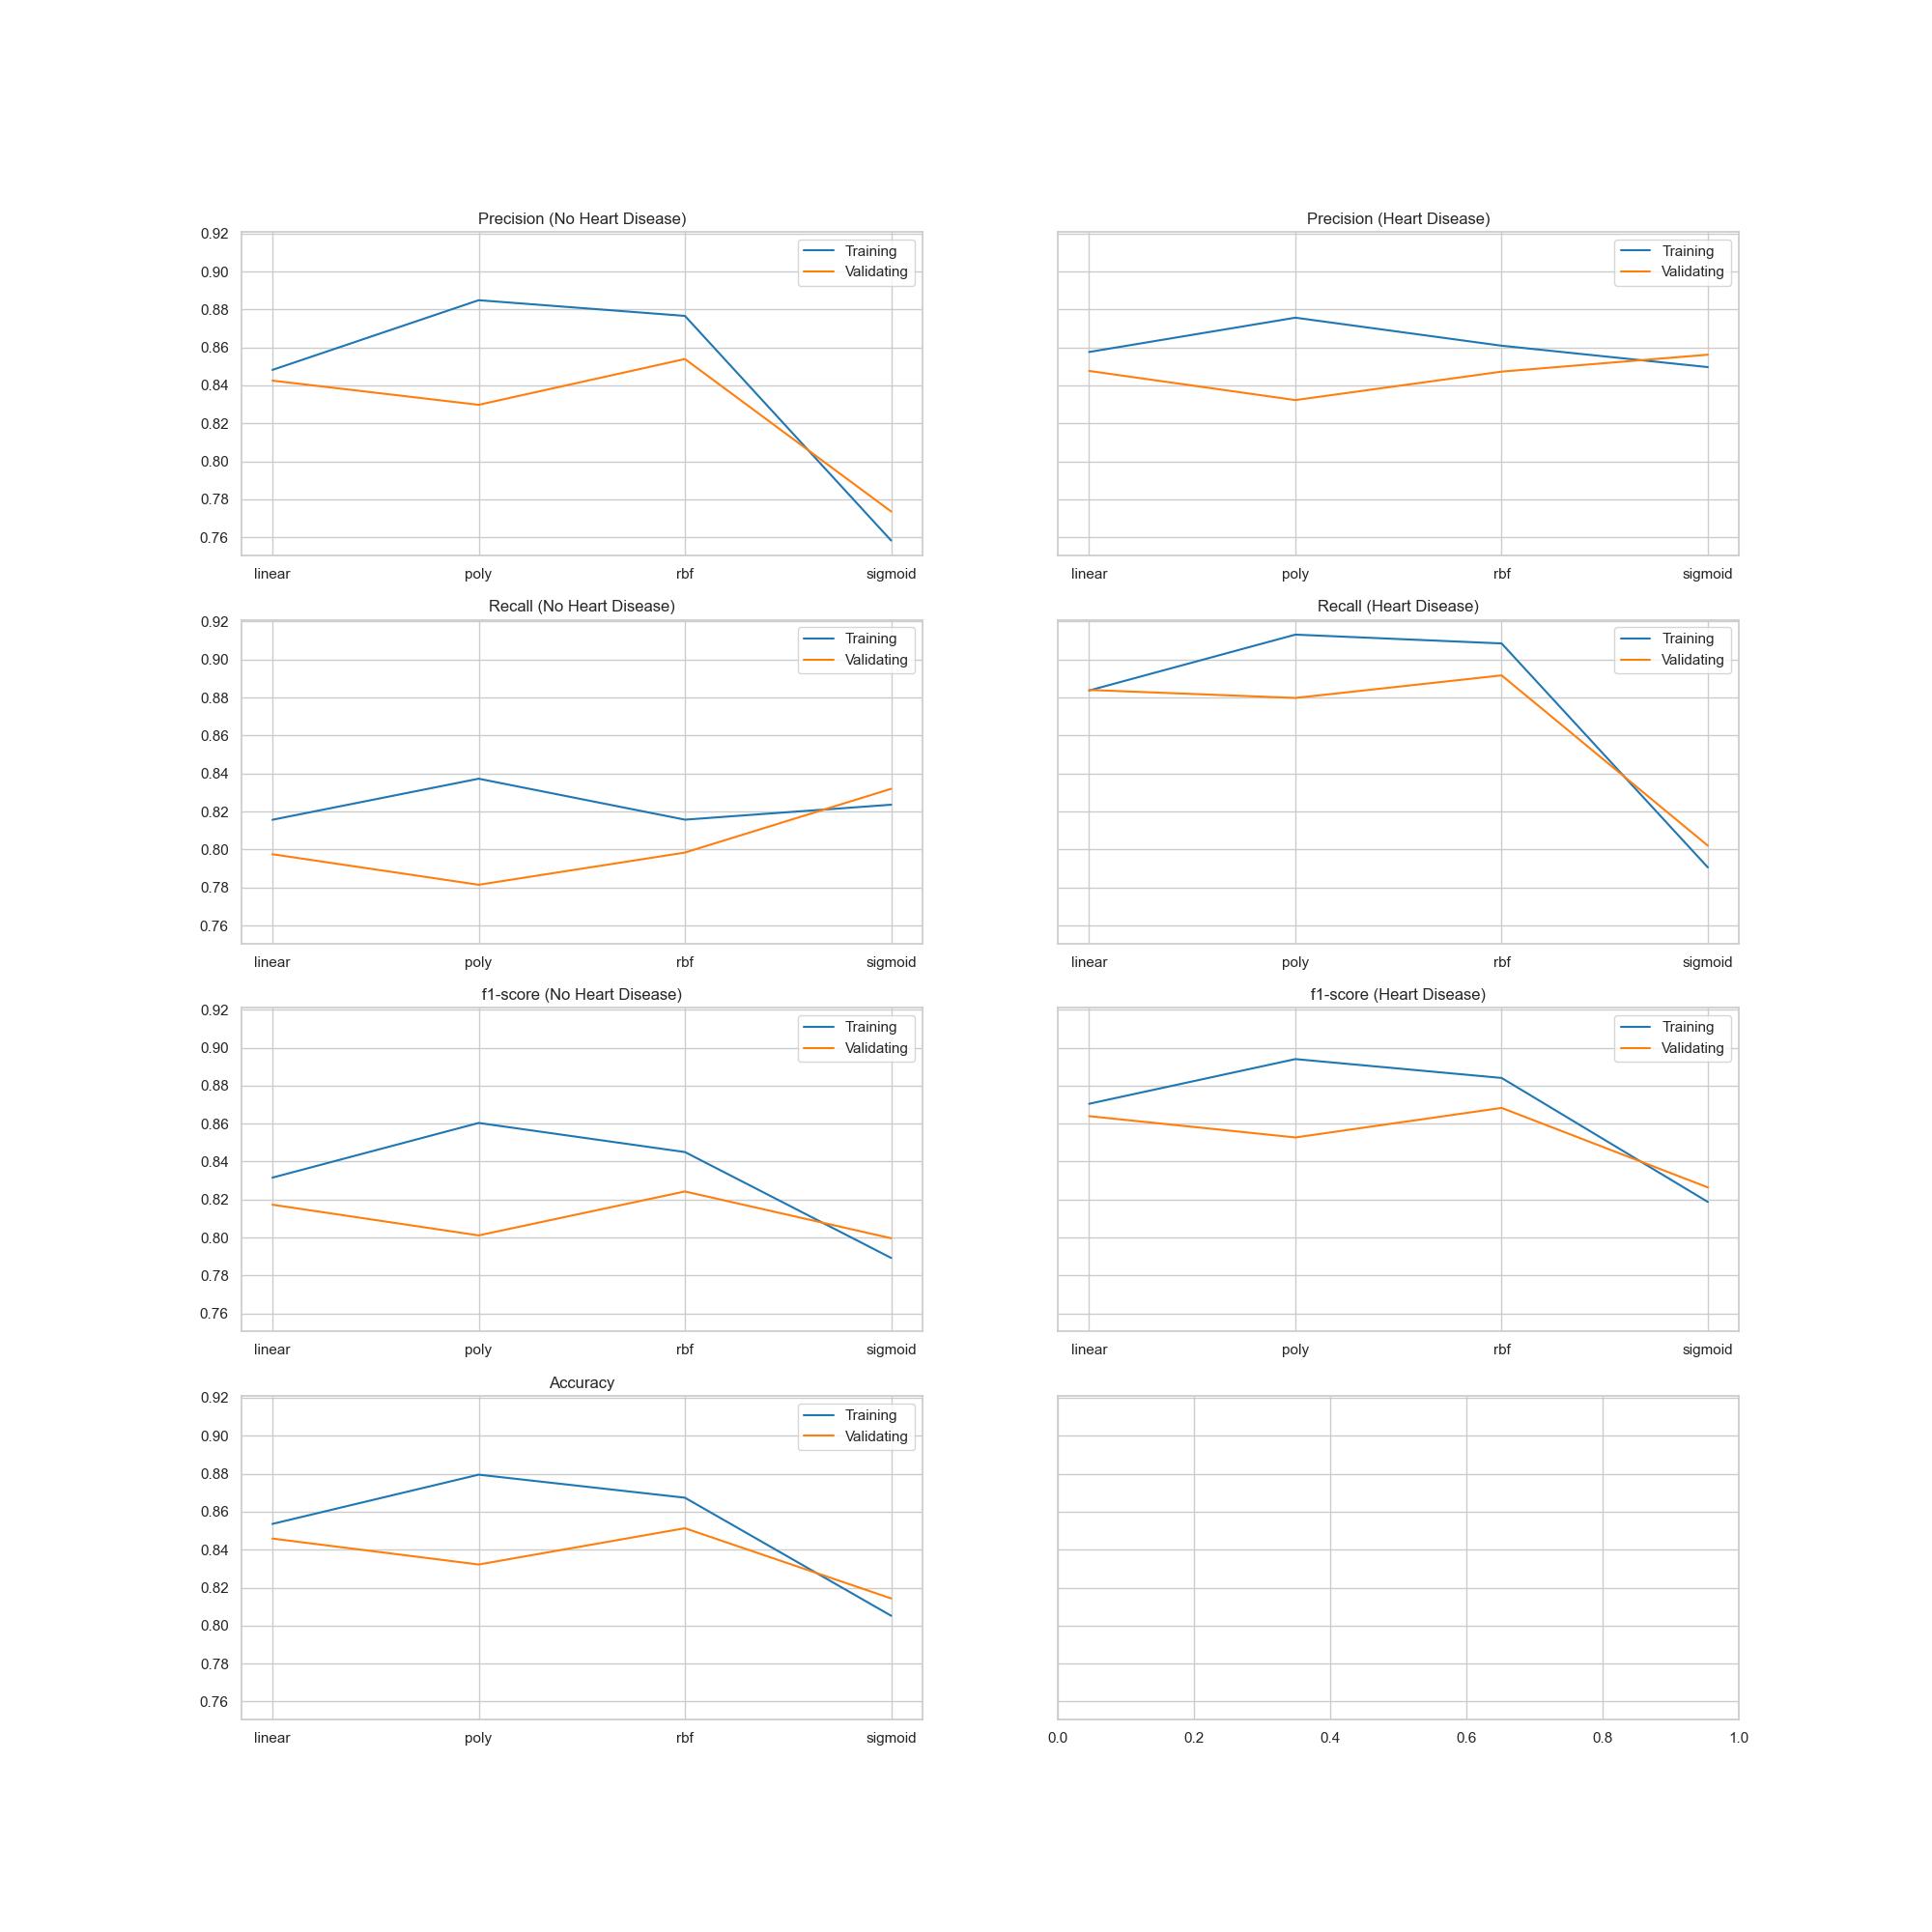 Precision (No Heart Disease)
0.92
0.90
0.88
0.86
0.84
0.82
0.80
0.78
0.76
Training
Validating
linear poly rbf sigmoid
Precision (Heart Disease)
Training
Validating
linear poly rbf sigmoid
Recall (No Heart Disease)
0.92
0.90
0.88
0.86
0.84
0.82
0.80
0.78
0.76
Training
Validating
linear poly rbf sigmoid
Recall (Heart Disease)
Training
Validating
linear poly rbf sigmoid
f1-score (No Heart Disease)
0.92
0.90
0.88
0.86
0.84
0.82
0.80
0.78
0.76
Training
Validating
linear poly rbf sigmoid
f1-score (Heart Disease)
Training
Validating
linear poly rbf sigmoid
Accuracy
0.92
0.90
0.88
0.86
0.84
0.82
0.80
0.78
0.76
Training
Validating
linear poly rbf sigmoid
0.0 0.2 0.4 0.6 0.8 1.0